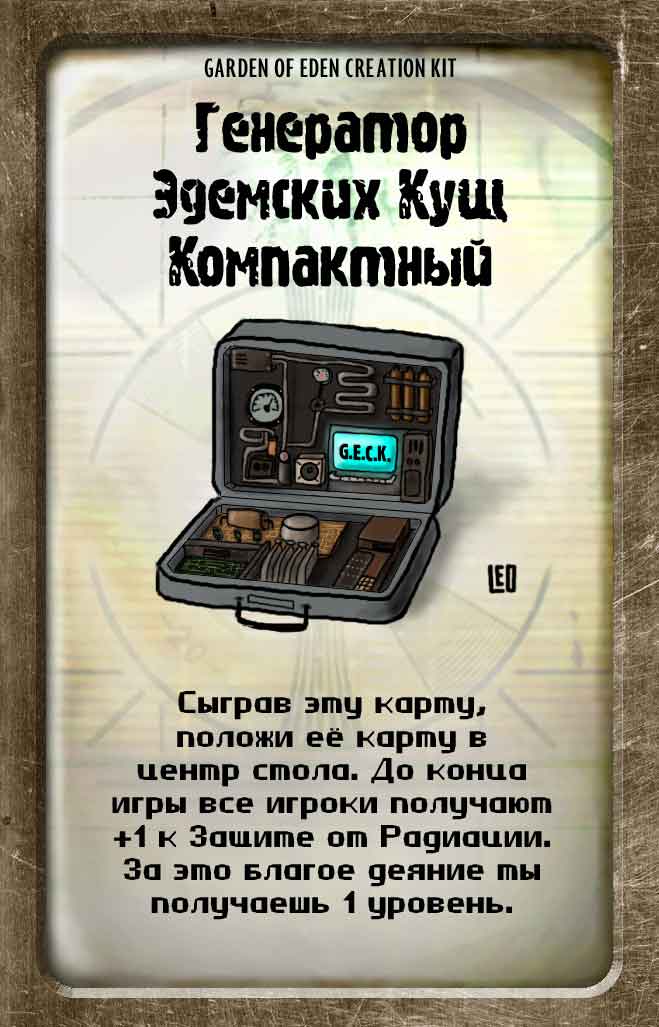 GARDEN OF EDEN CREATION KIT
Генератор
Эдемских Кущ
Компактный
G.E.C.K.
LEO
Сыграв эту карту,
положи её карту в
центр стола. До конца
игры все игроки получают
+1 к Защите от Радиации.
За это благое деяние ты
получаешь 1 уровень.